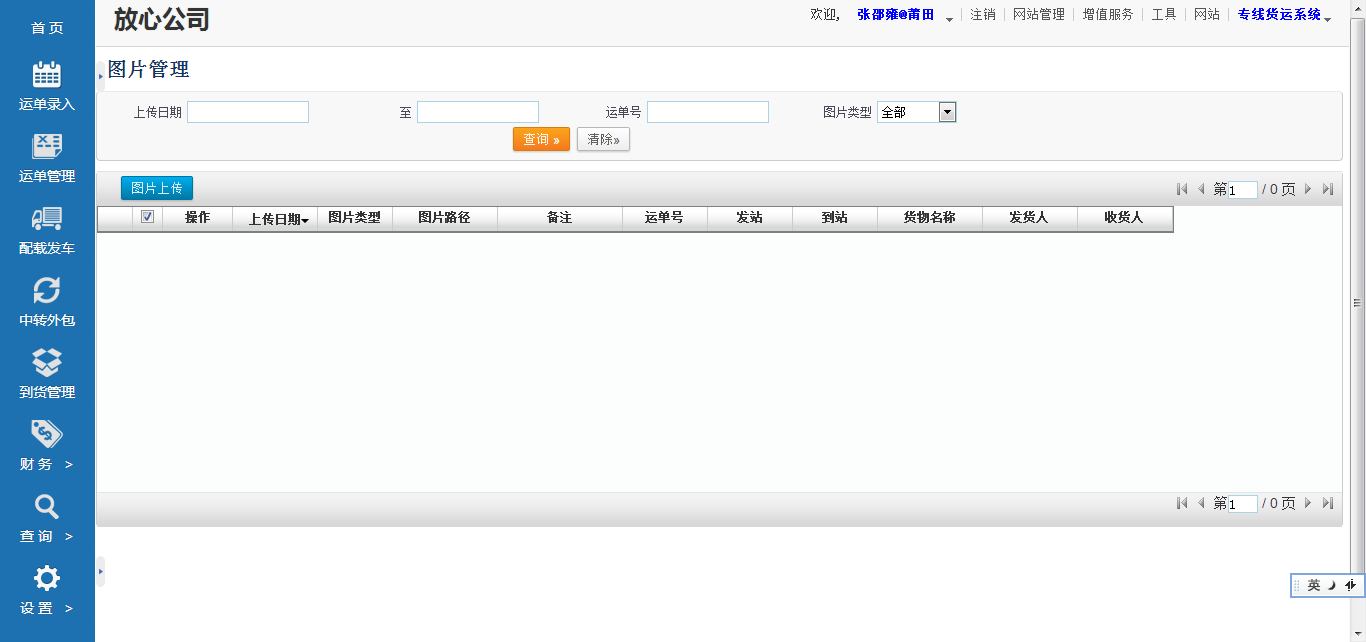 放心公司
欢迎, 张邵雍@莆田 注销 网站管理 增值服务 工具 网站 专线货运系统
首页
运单录入
运单管理
配载发车
中转外包
到货管理
财务 >
查询 >
设置 >
图片管理
上传日期 至 运单号 图片类型 全部
查询 » 清除»
图片上传 第1 / 0 页
操作 上传日期 图片类型 图片路径 备注 运单号 发站 到站 货物名称 发货人 收货人
第1 / 0 页
英